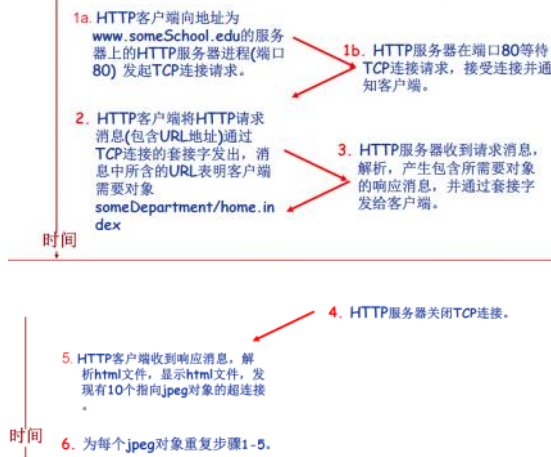 1a. HTTP客户端向地址为
www.someSchool.edu的服务
器上的HTTP服务器进程(端口
80) 发起TCP连接请求。
1b. HTTP服务器在端口80等待
TCP连接请求，接受连接并通
知客户端。
2. HTTP客户端将HTTP请求
消息(包含URL地址)通过
TCP连接的套接字发出，消
息中所含的URL表明客户端
需要对象
someDepartment/home.in
dex
3. HTTP服务器收到请求消息，
解析，产生包含所需要对象
的响应消息，并通过套接字
发给客户端。
时间
4. HTTP服务器关闭TCP连接。
5. HTTP客户端收到响应消息，解
析html文件，显示html文件，发
现有10个指向jpeg对象的超连接
。
时间
6. 为每个jpeg对象重复步骤1-5。